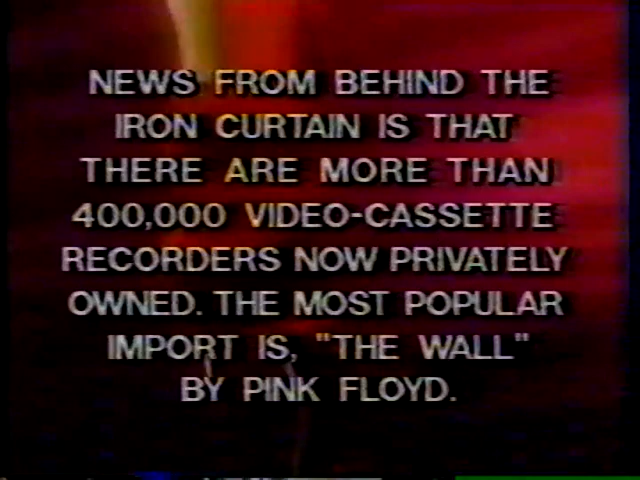 NEWS FROM BEHIND THE
IRON CURTAIN IS THAT
THERE ARE MORE THAN
400,000 VIDEO-CASSETTE
RECORDERS NOW PRIVATELY
OWNED. THE MOST POPULAR
IMPORT IS, "THE WALL"
BY PINK FLOYD.